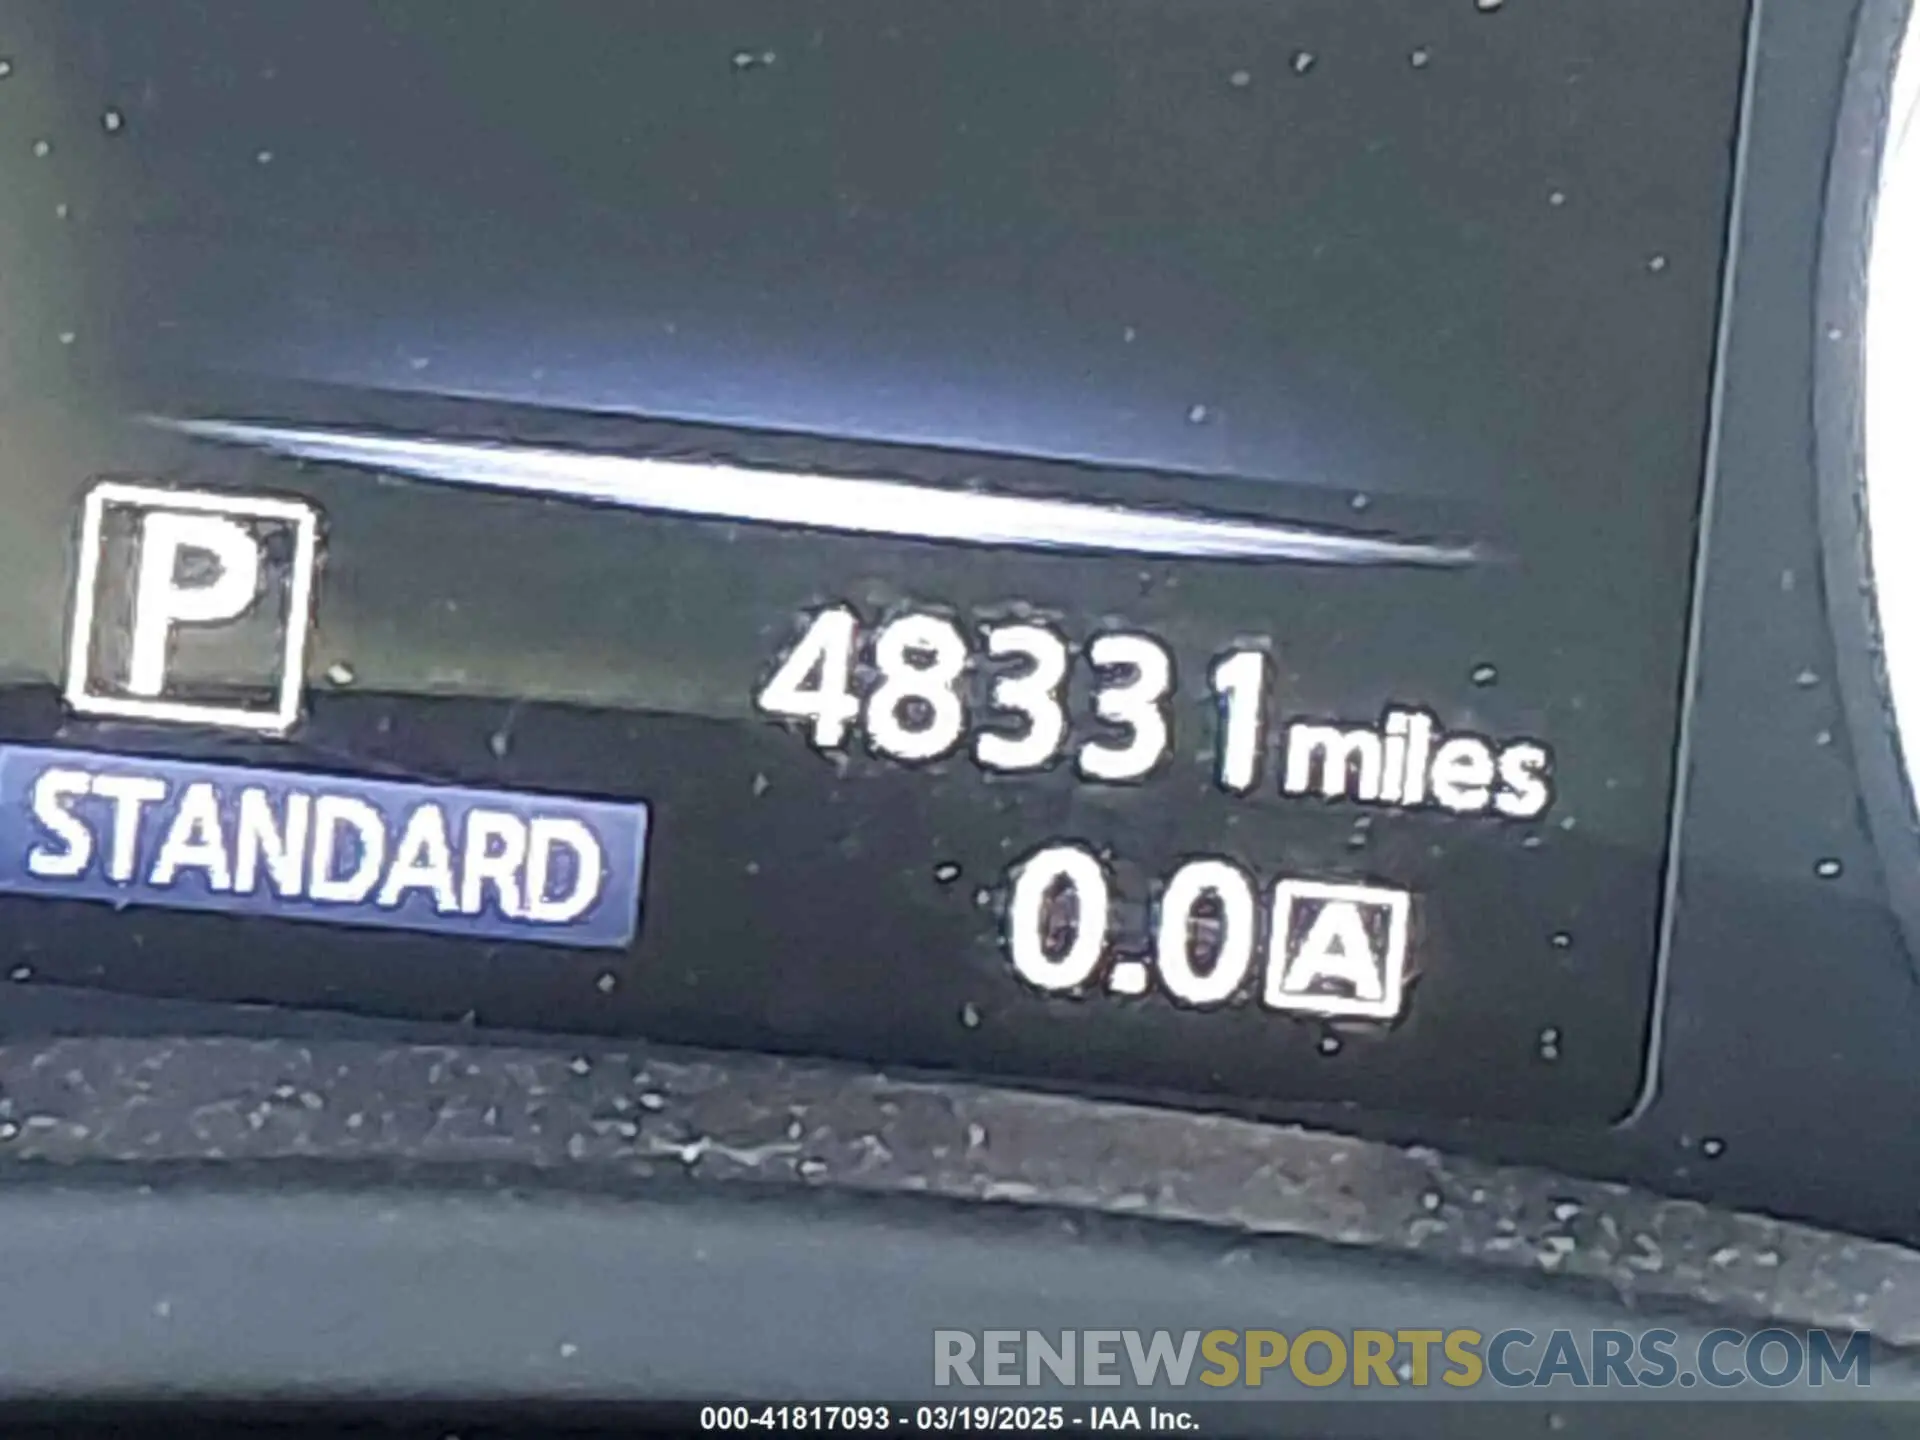 P
48331 miles
STANDARD
0.0 A
RENEWSPORTSCARS.COM
000-41817093 - 03/19/2025 - IAA Inc.